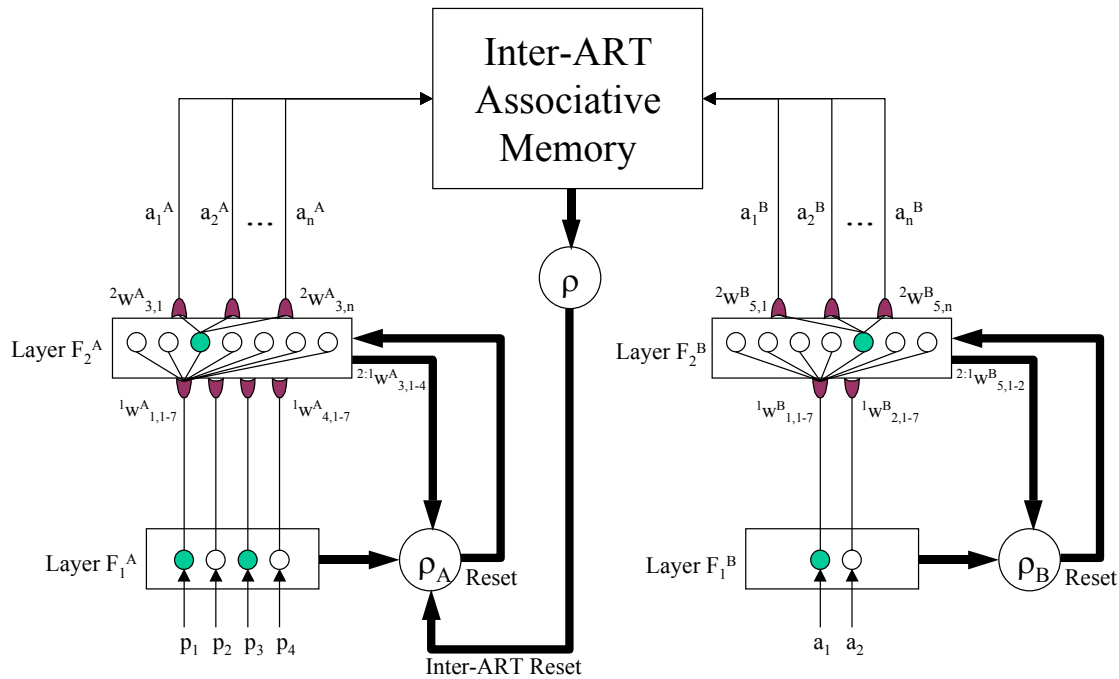 Inter-ART
Associative
Memory
a₁ᴬ a₂ᴬ ... aₙᴬ
a₁ᴮ a₂ᴮ ... aₙᴮ
ρ
²wᴬ₃,₁ ²wᴬ₃,ₙ
²wᴮ₅,₁ ²wᴮ₅,ₙ
Layer F₂ᴬ
Layer F₂ᴮ
²:¹wᴬ₃,₁₋₄
²:¹wᴮ₅,₁₋₂
¹wᴬ₁,₁₋₇ ¹wᴬ₄,₁₋₇
¹wᴮ₁,₁₋₇ ¹wᴮ₂,₁₋₇
Layer F₁ᴬ
ρ_A
Reset
Layer F₁ᴮ
ρ_B
Reset
p₁ p₂ p₃ p₄
a₁ a₂
Inter-ART Reset